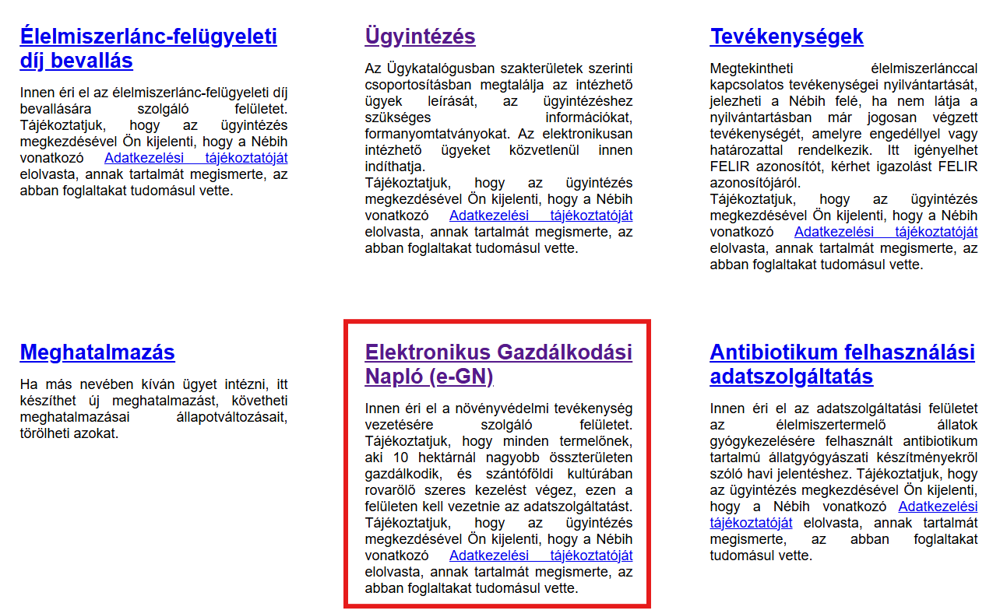 Élelmiszerlánc-felügyeleti
díj bevallás
Innen éri el az élelmiszerlánc-felügyeleti díj
bevallására szolgáló felületet.
Tájékoztatjuk, hogy az ügyintézés
megkezdésével Ön kijelenti, hogy a Nébih
vonatkozó Adatkezelési tájékoztatóját
elolvasta, annak tartalmát megismerte, az
abban foglaltakat tudomásul vette.
Ügyintézés
Az Ügykatalógusban szakterületek szerinti
csoportosításban megtalálja az intézhető
ügyek leírását, az ügyintézéshez
szükséges információkat,
formanyomtatványokat. Az elektronikusan
intézhető ügyeket közvetlenül innen
indíthatja.
Tájékoztatjuk, hogy az ügyintézés
megkezdésével Ön kijelenti, hogy a Nébih
vonatkozó Adatkezelési tájékoztatóját
elolvasta, annak tartalmát megismerte, az
abban foglaltakat tudomásul vette.
Tevékenységek
Megtekintheti élelmiszerlánccal
kapcsolatos tevékenységei nyilvántartását,
jelezheti a Nébih felé, ha nem látja a
nyilvántartásban már jogosan végzett
tevékenységét, amelyre engedéllyel vagy
határozattal rendelkezik. Itt igényelhet
FELIR azonosítót, kérhet igazolást FELIR
azonosítójáról.
Tájékoztatjuk, hogy az ügyintézés
megkezdésével Ön kijelenti, hogy a Nébih
vonatkozó Adatkezelési tájékoztatóját
elolvasta, annak tartalmát megismerte, az
abban foglaltakat tudomásul vette.
Meghatalmazás
Ha más nevében kíván ügyet intézni, itt
készíthet új meghatalmazást, követheti
meghatalmazásai állapotváltozásait,
törölheti azokat.
Elektronikus Gazdálkodási
Napló (e-GN)
Innen éri el a növényvédelmi tevékenység
vezetésére szolgáló felületet.
Tájékoztatjuk, hogy minden termelőnek,
aki 10 hektárnál nagyobb összterületen
gazdálkodik, és szántóföldi kultúrában
rovarölő szeres kezelést végez, ezen a
felületen kell vezetnie az adatszolgáltatást.
Tájékoztatjuk, hogy az ügyintézés
megkezdésével Ön kijelenti, hogy a Nébih
vonatkozó Adatkezelési tájékoztatóját
elolvasta, annak tartalmát megismerte, az
abban foglaltakat tudomásul vette.
Antibiotikum felhasználási
adatszolgáltatás
Innen éri el az adatszolgáltatási felületet
az élelmiszertermelő állatok
gyógykezelésére felhasznált antibiotikum
tartalmú állatgyógyászati készítményekről
szóló havi jelentéshez. Tájékoztatjuk, hogy
az ügyintézés megkezdésével Ön kijelenti,
hogy a Nébih vonatkozó Adatkezelési
tájékoztatóját elolvasta, annak tartalmát
megismerte, az abban foglaltakat
tudomásul vette.